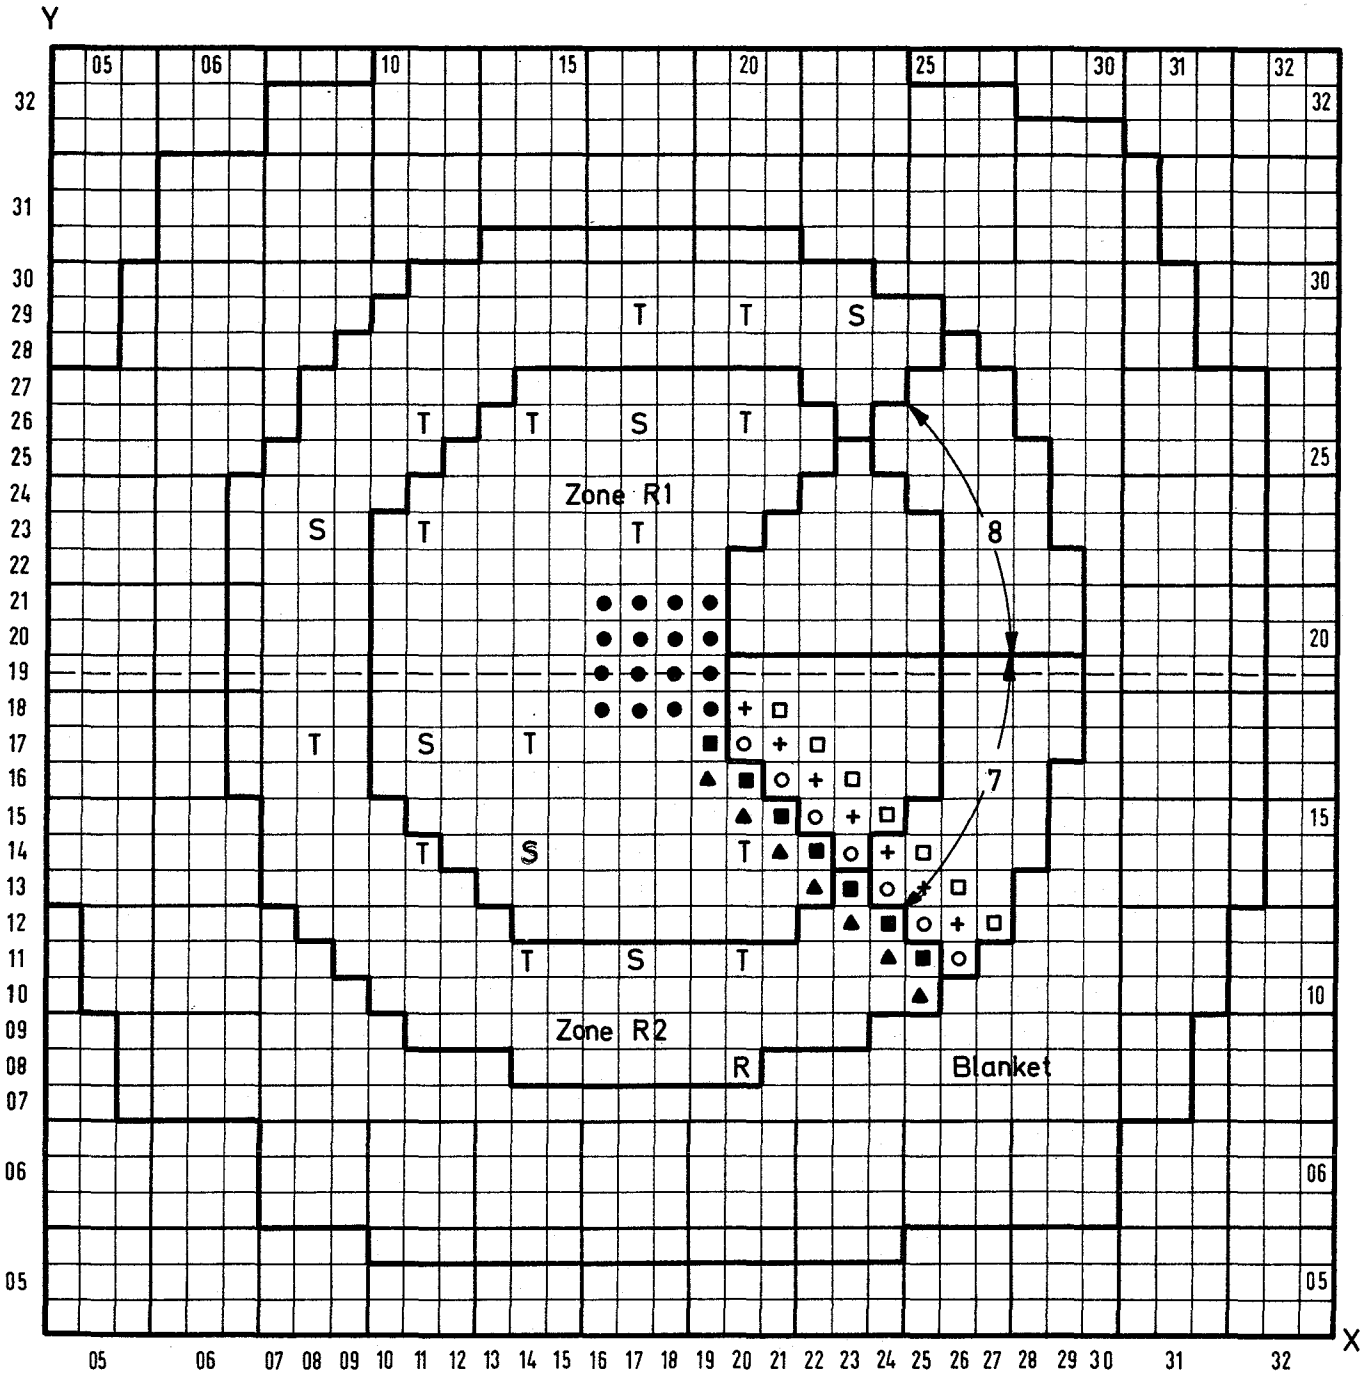 Y
05 06 10 15 20 25 30 31 32
32 32
31
30 30
29 T T S
28
27
26 T T S T
25 25
24 Zone R1
23 S T T 8
22
21
20 20
19
18 +
17 T S T +
16 + 7
15 + 15
14 T S T +
13 +
12 +
11 T S T
10 10
09 Zone R2
08 R Blanket
07
06 06
05 05
X
05 06 07 08 09 10 11 12 13 14 15 16 17 18 19 20 21 22 23 24 25 26 27 28 29 30 31 32